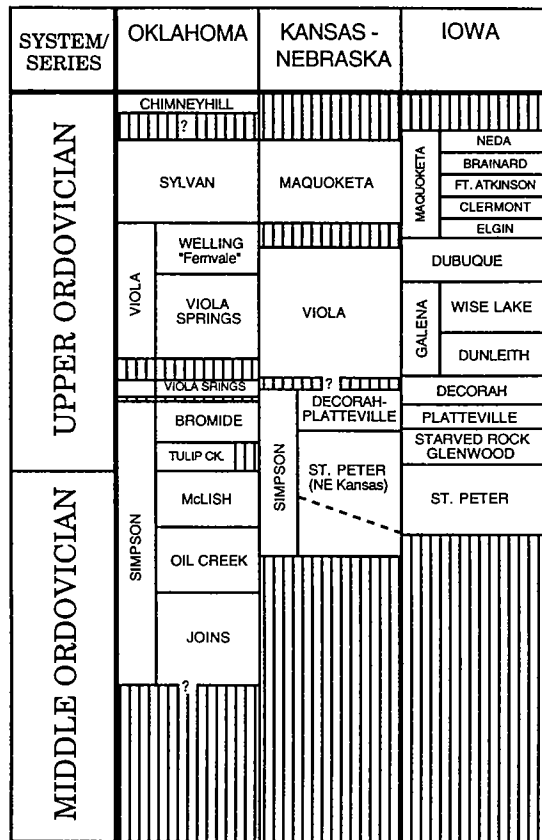 SYSTEM/
SERIES
OKLAHOMA
KANSAS -
NEBRASKA
IOWA
UPPER ORDOVICIAN
MIDDLE ORDOVICIAN
CHIMNEYHILL
?
SYLVAN
VIOLA
WELLING
"Fernvale"
VIOLA
SPRINGS
VIOLA SRINGS
SIMPSON
BROMIDE
TULIP CK.
McLISH
OIL CREEK
JOINS
?
MAQUOKETA
VIOLA
?
SIMPSON
DECORAH-
PLATTEVILLE
ST. PETER
(NE Kansas)
MAQUOKETA
NEDA
BRAINARD
FT. ATKINSON
CLERMONT
ELGIN
DUBUQUE
GALENA
WISE LAKE
DUNLEITH
DECORAH
PLATTEVILLE
STARVED ROCK
GLENWOOD
ST. PETER